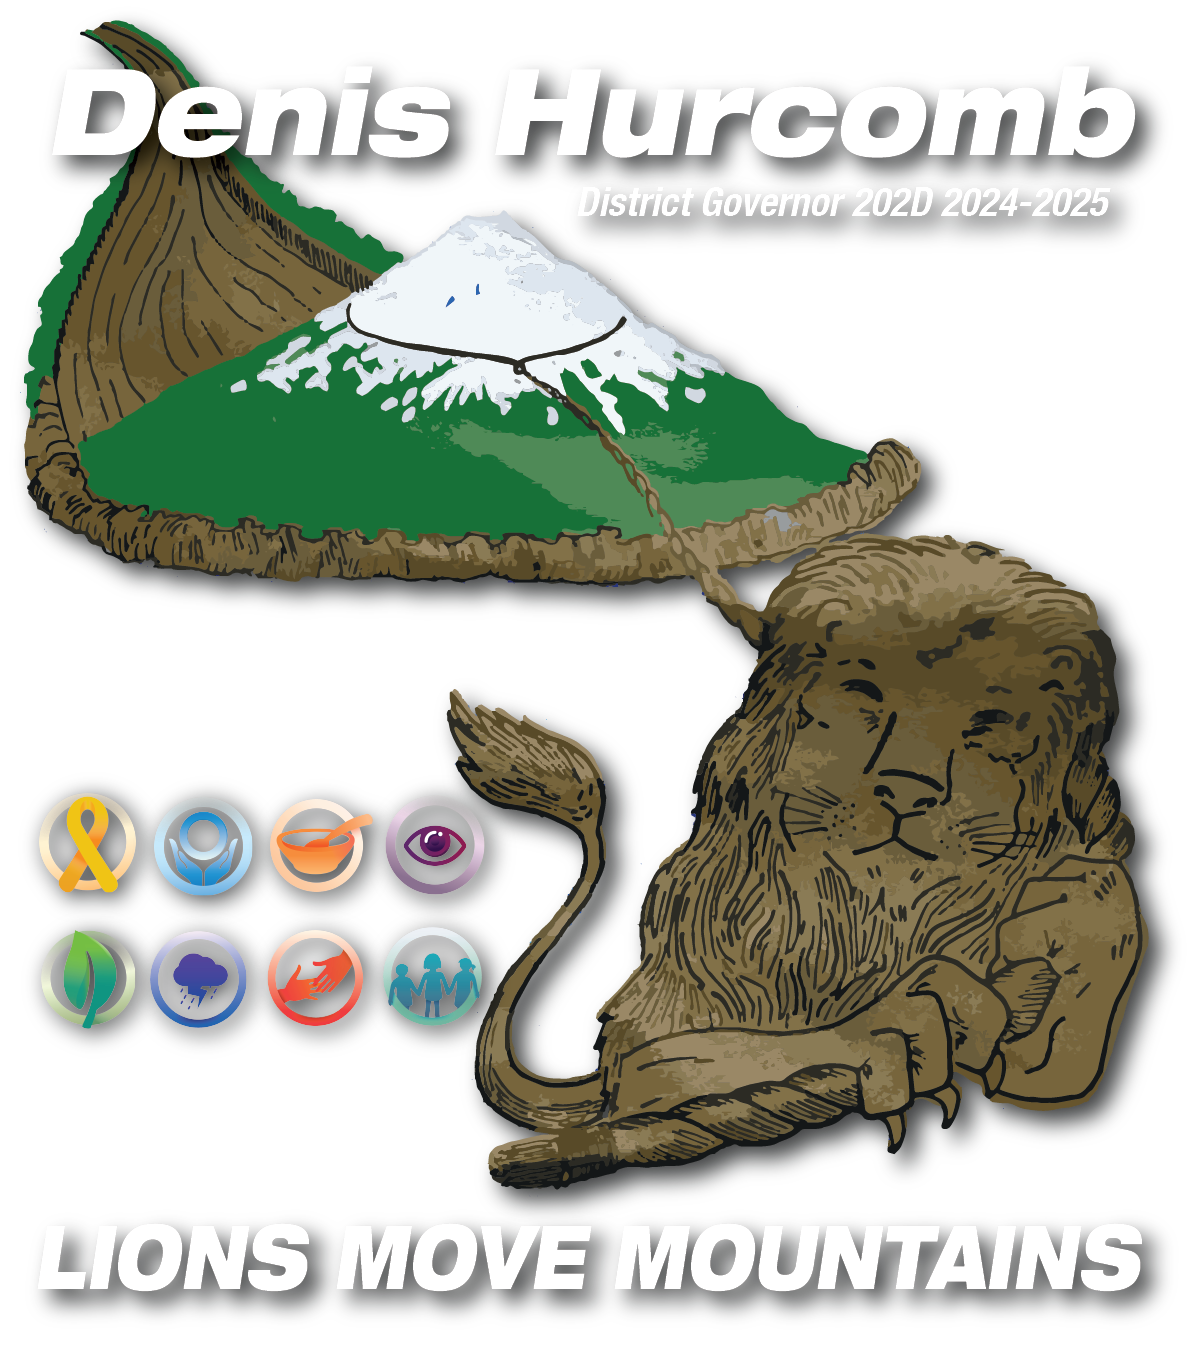 Denis Hurcomb
District Governor 202D 2024-2025
LIONS MOVE MOUNTAINS